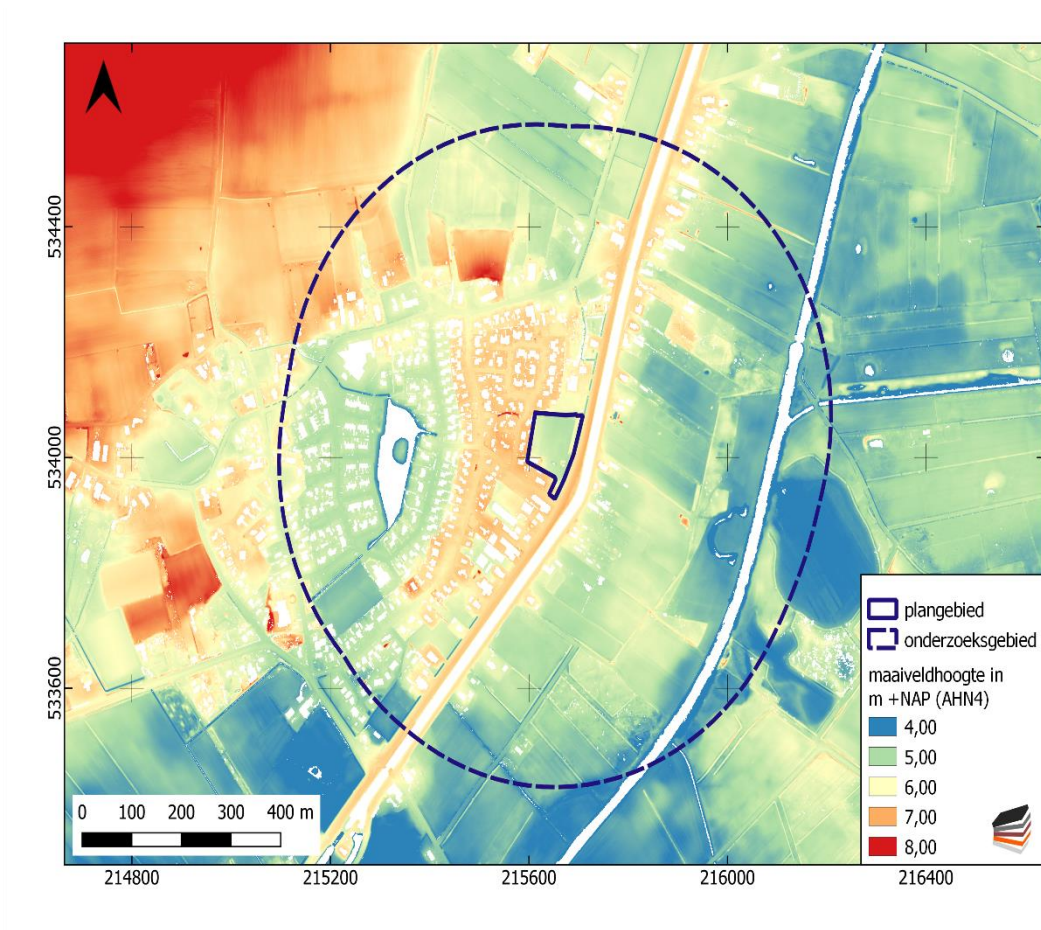 534400
534000
533600
0 100 200 300 400 m
214800 215200 215600 216000 216400
plangebied
onderzoeksgebied
maaiveldhoogte in
m +NAP (AHN4)
4,00
5,00
6,00
7,00
8,00